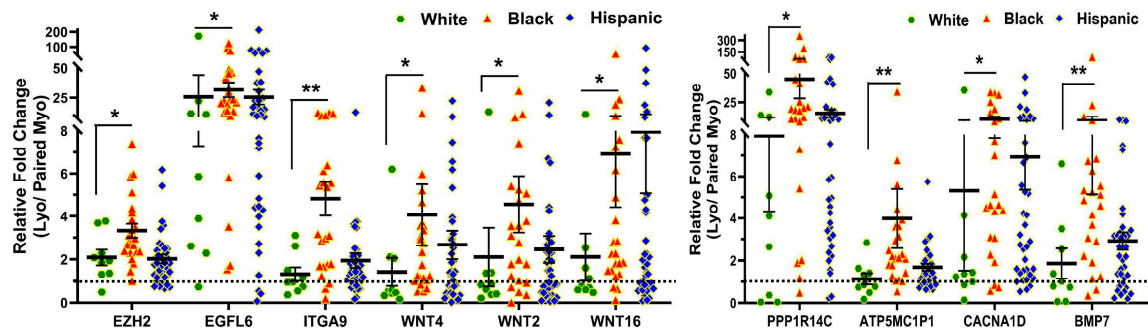 White Black Hispanic
200
100
50
25
8
6
4
2
0
Relative Fold Change
(Lyo/ Paired Myo)
* * ** * * *
EZH2 EGFL6 ITGA9 WNT4 WNT2 WNT16
White Black Hispanic
300
150
50
25
8
6
4
2
0
Relative Fold Change
(Lyo/ Paired Myo)
* ** * **
PPP1R14C ATP5MC1P1 CACNA1D BMP7